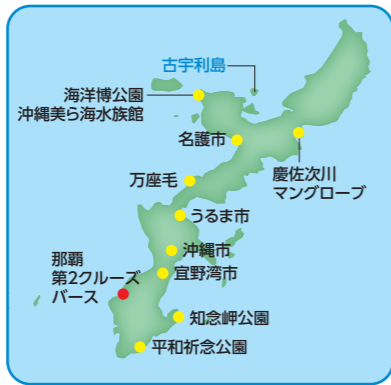 古宇利島
海洋博公園
沖縄美ら海水族館
名護市
慶佐次川
マングローブ
万座毛
うるま市
沖縄市
宜野湾市
那覇
第2クルーズ
バース
知念岬公園
平和祈念公園